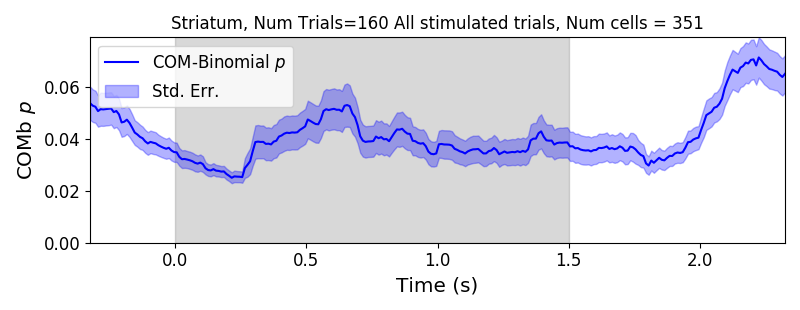 Striatum, Num Trials=160 All stimulated trials, Num cells = 351
COM-Binomial p
Std. Err.
COMb p
0.06
0.04
0.02
0.00
0.0 0.5 1.0 1.5 2.0
Time (s)